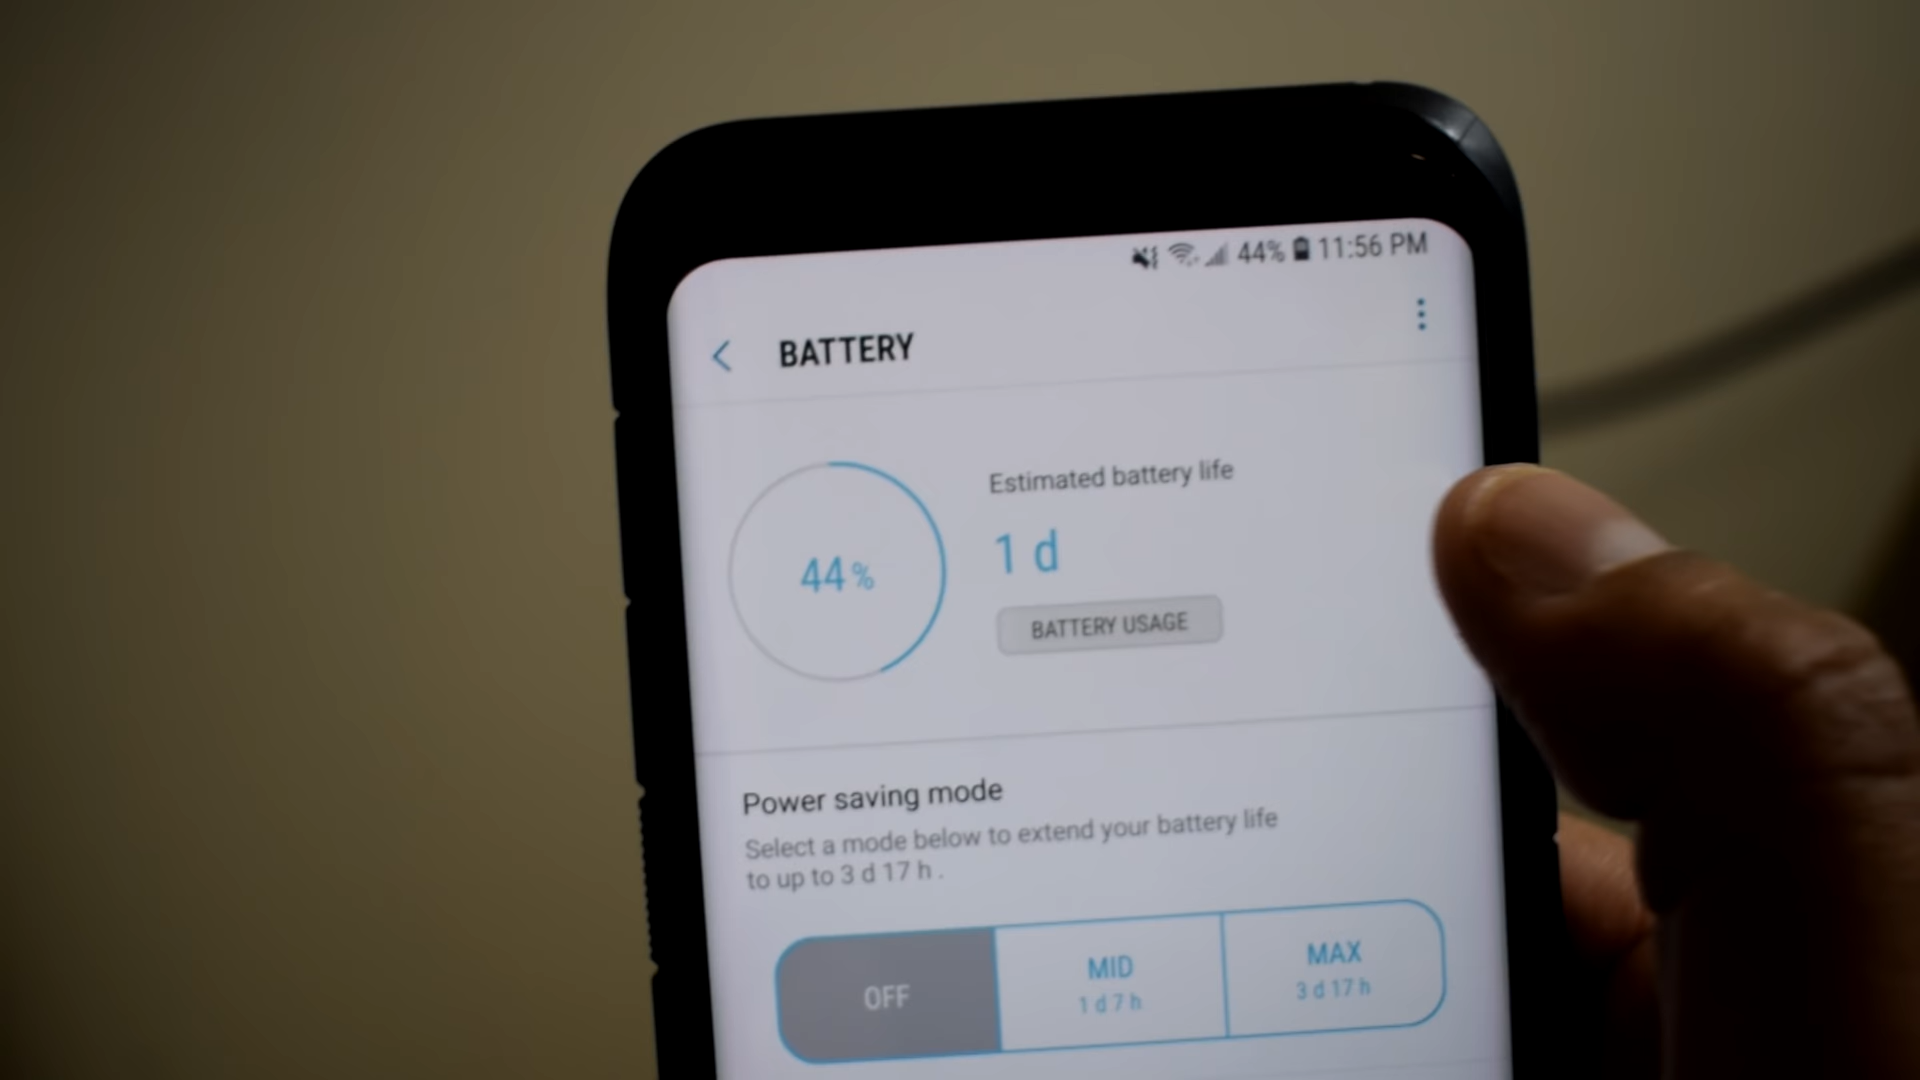 44% 11:56 PM
BATTERY
Estimated battery life
44%
1 d
BATTERY USAGE
Power saving mode
Select a mode below to extend your battery life
to up to 3 d 17 h .
OFF
MID
1 d 7 h
MAX
3 d 17 h